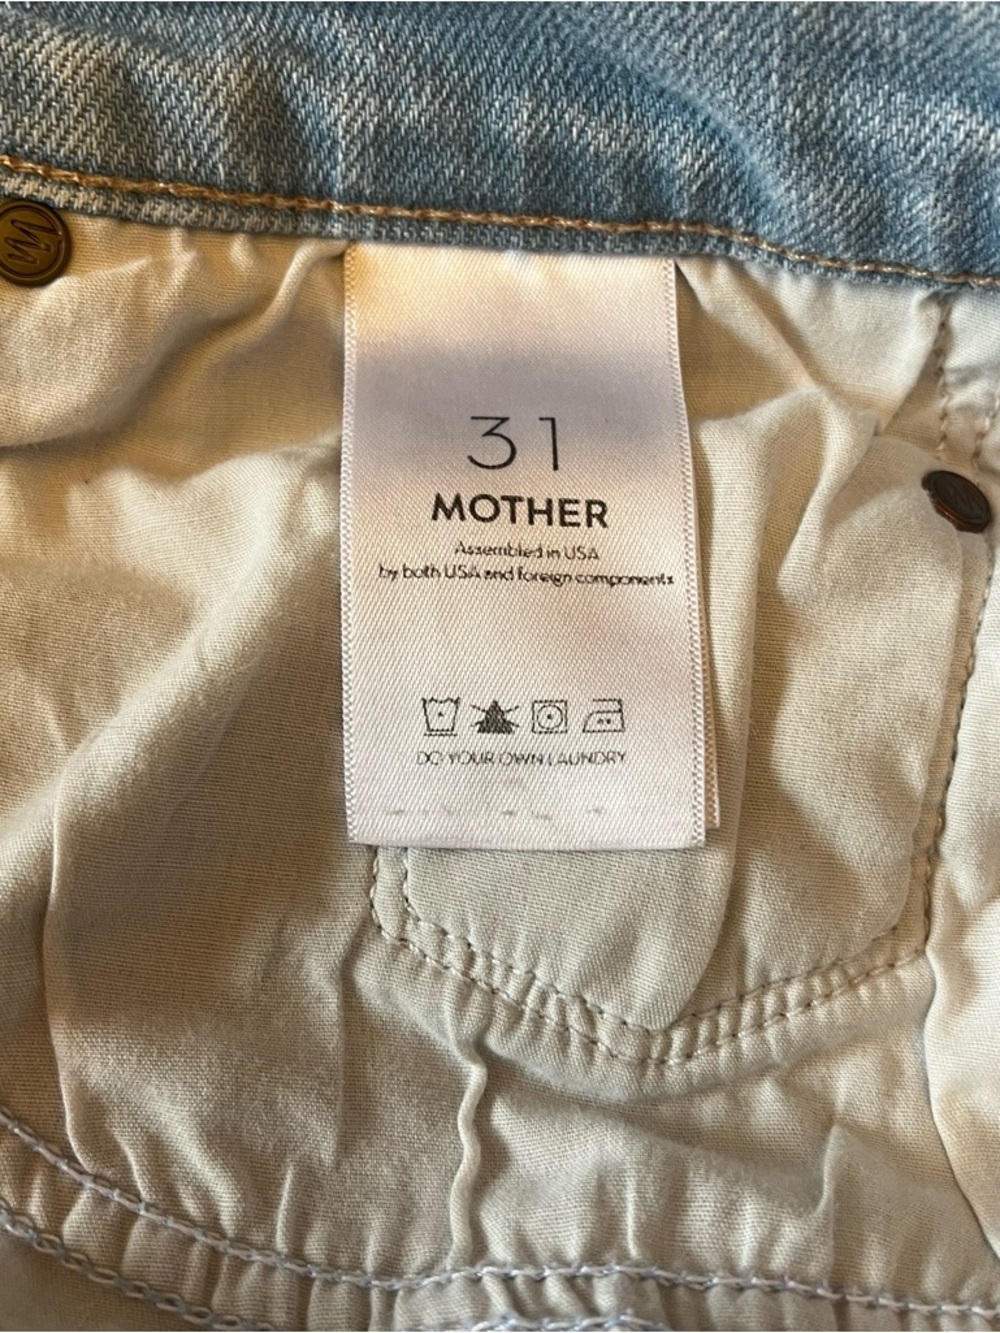 31
MOTHER
Assembled in USA
by both USA and foreign components
DO YOUR OWN LAUNDRY